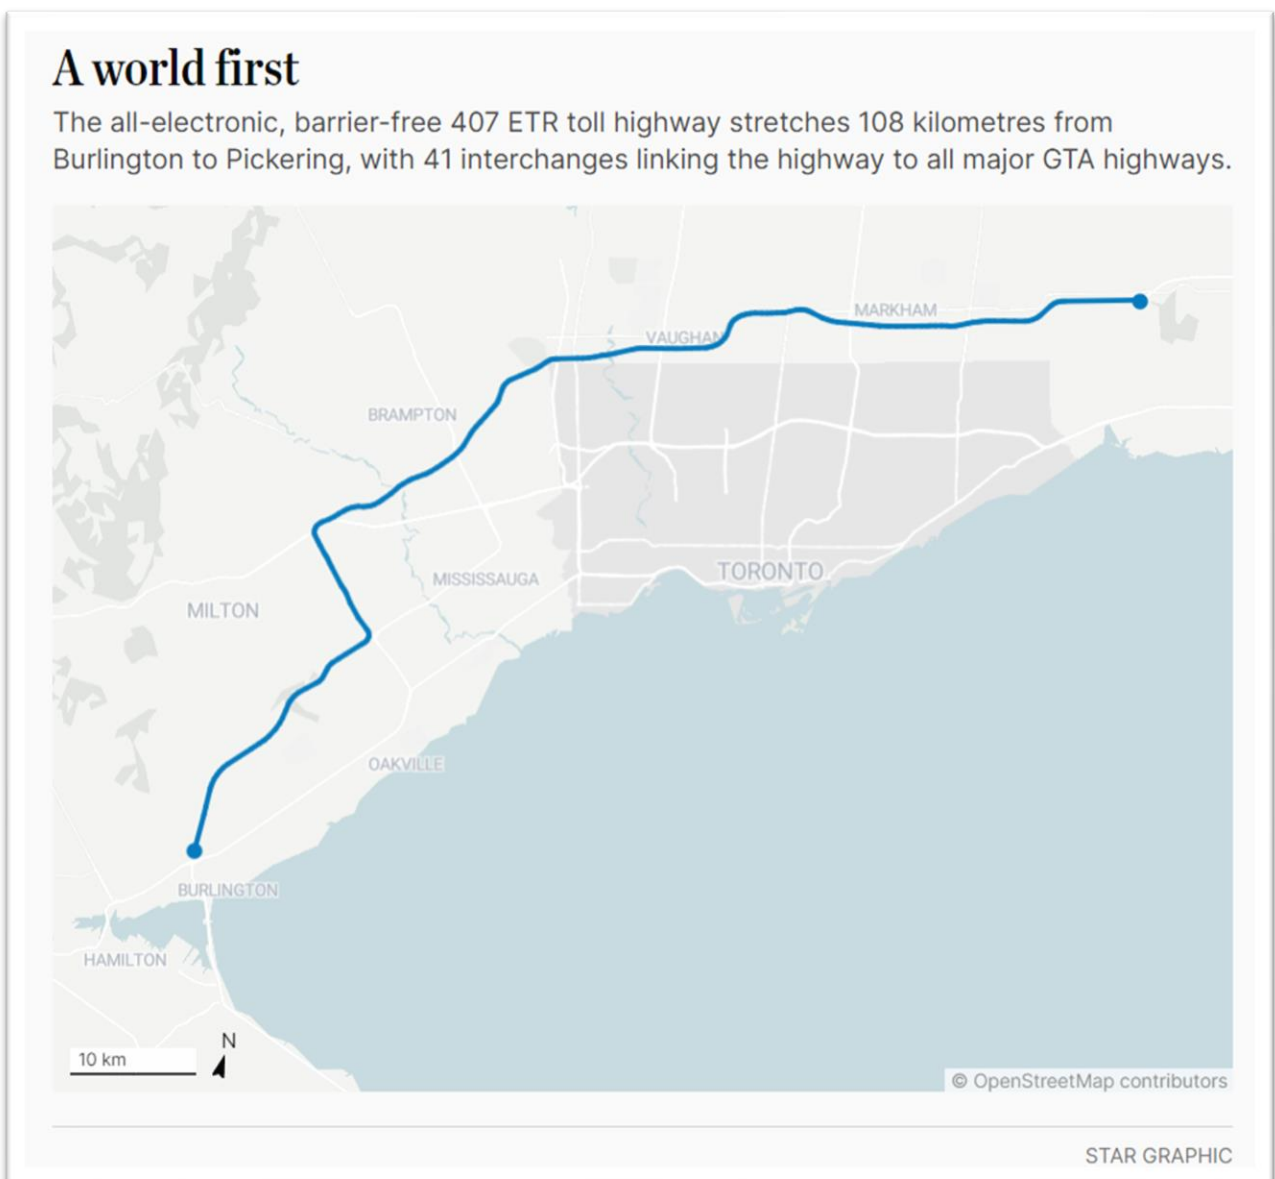 A world first
The all-electronic, barrier-free 407 ETR toll highway stretches 108 kilometres from
Burlington to Pickering, with 41 interchanges linking the highway to all major GTA highways.
MARKHAM
VAUGHAN
BRAMPTON
TORONTO
MISSISSAUGA
MILTON
OAKVILLE
BURLINGTON
HAMILTON
N
10 km
© OpenStreetMap contributors
STAR GRAPHIC